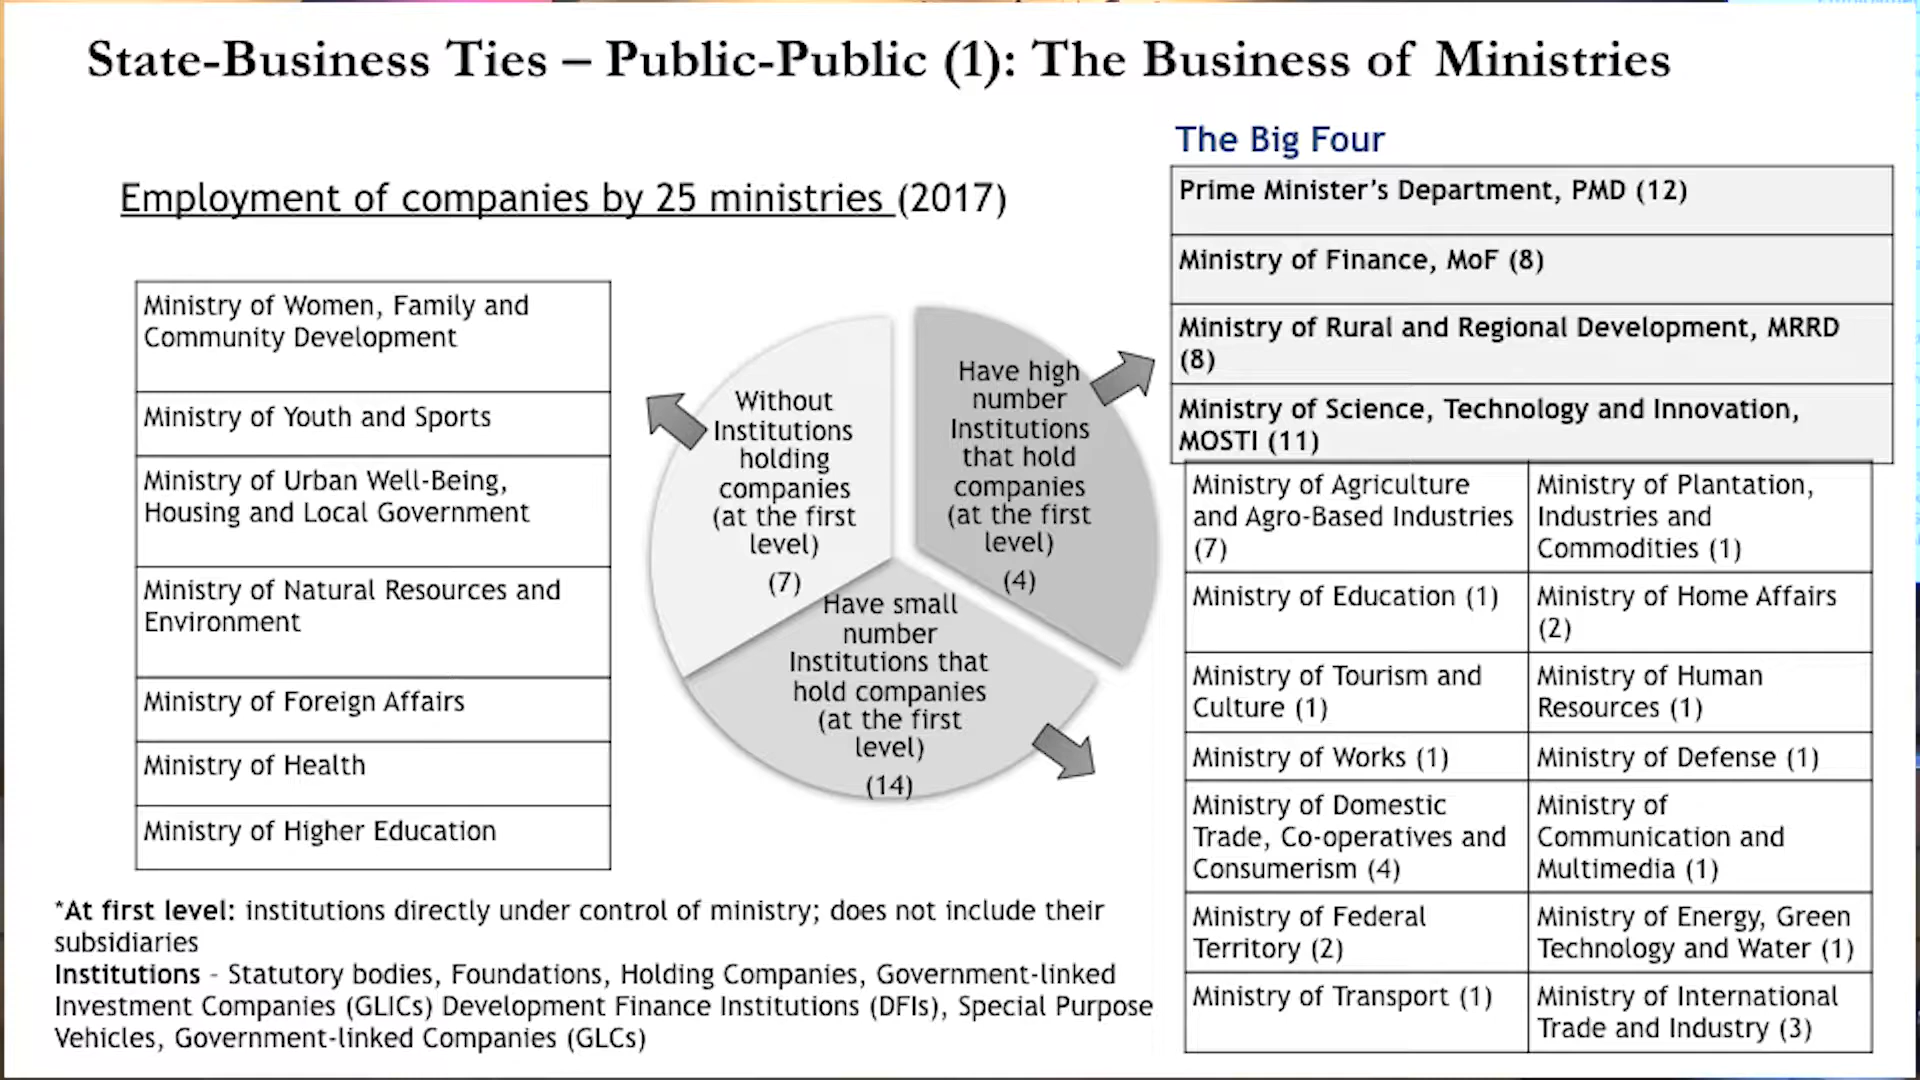 State-Business Ties – Public-Public (1): The Business of Ministries
Employment of companies by 25 ministries (2017)
Ministry of Women, Family and
Community Development
Ministry of Youth and Sports
Ministry of Urban Well-Being,
Housing and Local Government
Ministry of Natural Resources and
Environment
Ministry of Foreign Affairs
Ministry of Health
Ministry of Higher Education
Without
Institutions
holding
companies
(at the first
level)
(7)
Have high
number
Institutions
that hold
companies
(at the first
level)
(4)
Have small
number
Institutions that
hold companies
(at the first
level)
(14)
The Big Four
Prime Minister's Department, PMD (12)
Ministry of Finance, MoF (8)
Ministry of Rural and Regional Development, MRRD
(8)
Ministry of Science, Technology and Innovation,
MOSTI (11)
Ministry of Agriculture
and Agro-Based Industries
(7)
Ministry of Plantation,
Industries and
Commodities (1)
Ministry of Education (1)
Ministry of Home Affairs
(2)
Ministry of Tourism and
Culture (1)
Ministry of Human
Resources (1)
Ministry of Works (1)
Ministry of Defense (1)
Ministry of Domestic
Trade, Co-operatives and
Consumerism (4)
Ministry of
Communication and
Multimedia (1)
Ministry of Federal
Territory (2)
Ministry of Energy, Green
Technology and Water (1)
Ministry of Transport (1)
Ministry of International
Trade and Industry (3)
*At first level: institutions directly under control of ministry; does not include their
subsidiaries
Institutions - Statutory bodies, Foundations, Holding Companies, Government-linked
Investment Companies (GLICs) Development Finance Institutions (DFIs), Special Purpose
Vehicles, Government-linked Companies (GLCs)